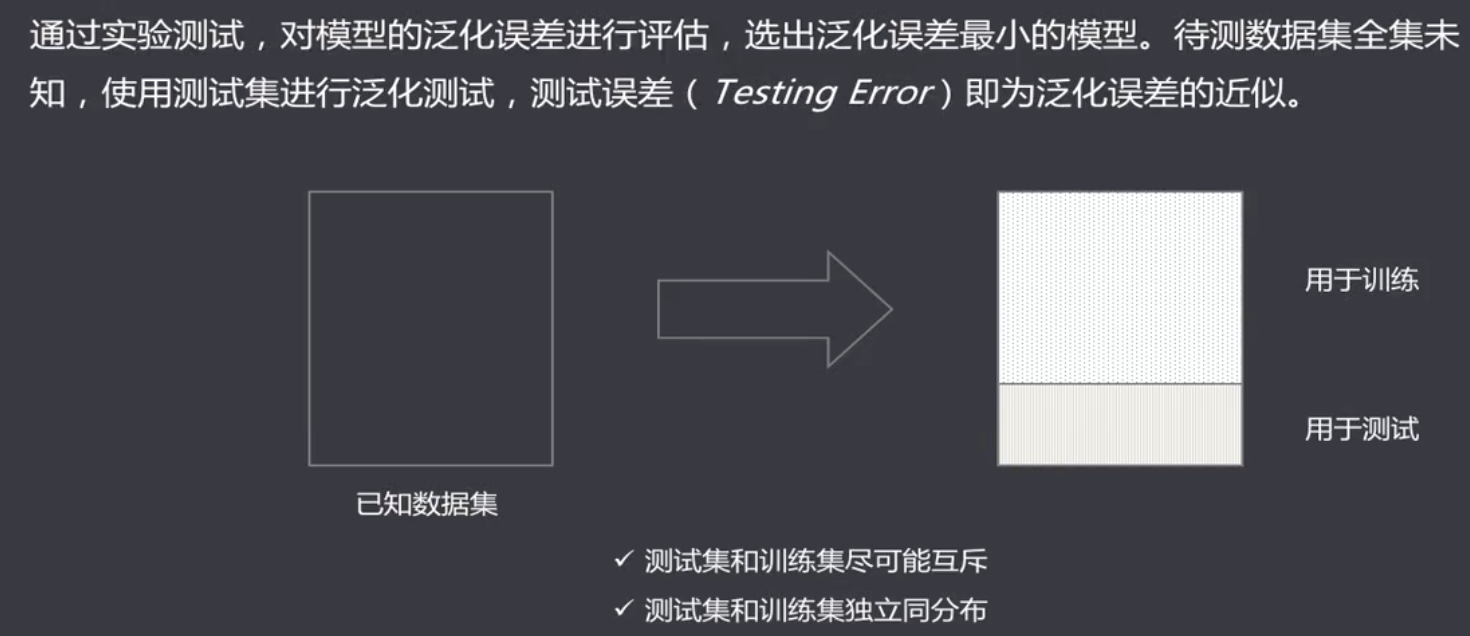 通过实验测试，对模型的泛化误差进行评估，选出泛化误差最小的模型。待测数据集全集未
知，使用测试集进行泛化测试，测试误差（ Testing Error）即为泛化误差的近似。
用于训练
用于测试
已知数据集
✓ 测试集和训练集尽可能互斥
✓ 测试集和训练集独立同分布